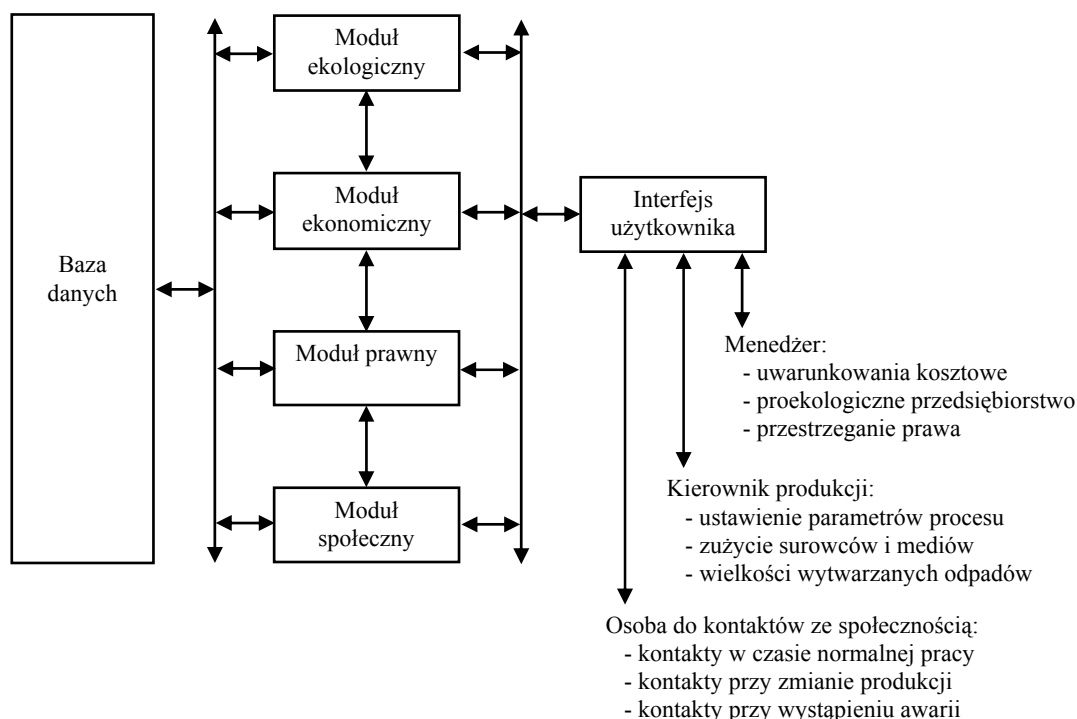 Baza
danych
Moduł
ekologiczny
Moduł
ekonomiczny
Moduł prawny
Moduł
społeczny
Interfejs
użytkownika
Menedżer:
- uwarunkowania kosztowe
- proekologiczne przedsiębiorstwo
- przestrzeganie prawa
Kierownik produkcji:
- ustawienie parametrów procesu
- zużycie surowców i mediów
- wielkości wytwarzanych odpadów
Osoba do kontaktów ze społecznością:
- kontakty w czasie normalnej pracy
- kontakty przy zmianie produkcji
- kontakty przy wystąpieniu awarii